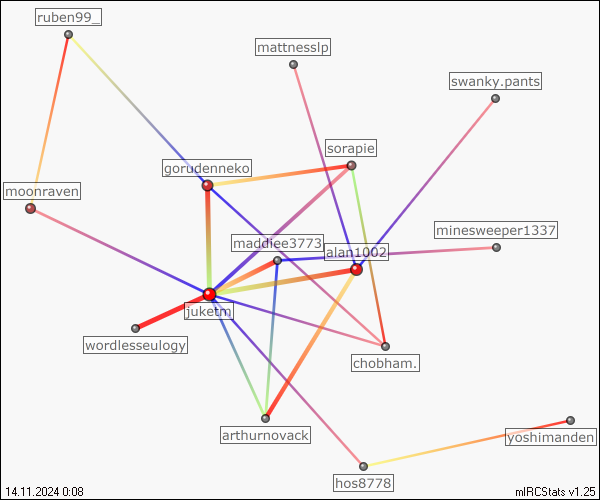 ruben99_
mattnesslp
swanky.pants
sorapie
gorudenneko
moonraven
minesweeper1337
maddiee3773
alan1002
juketm
wordlesseulogy
chobham.
arthurnovack
yoshimanden
hos8778
14.11.2024 0:08
mIRCStats v1.25